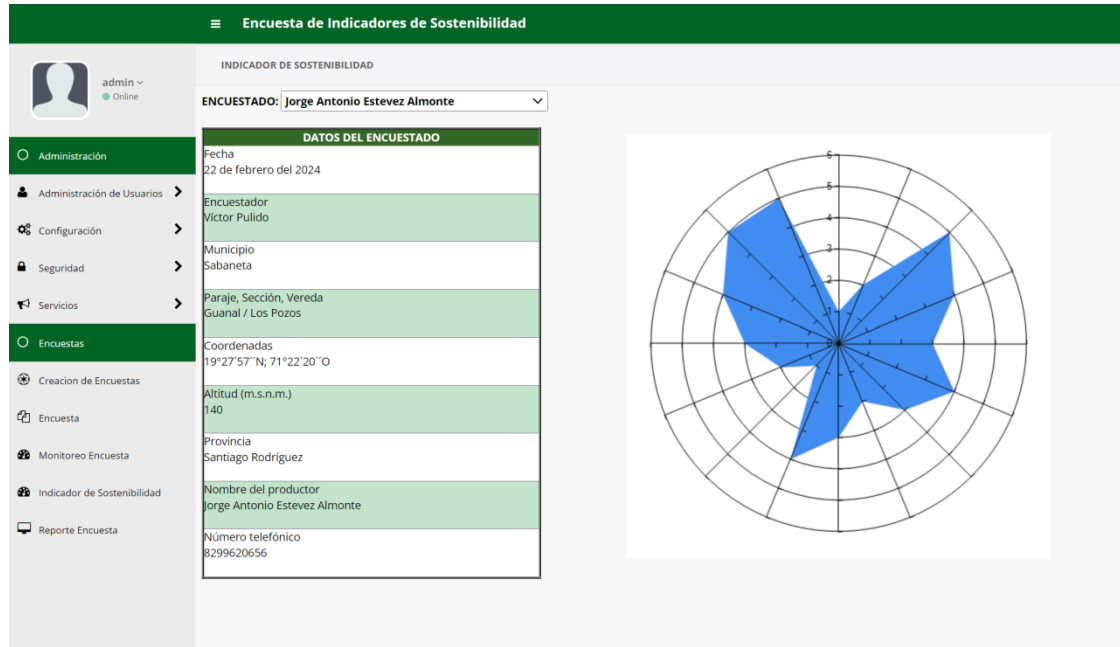 Encuesta de Indicadores de Sostenibilidad
admin
Online
Administración
Administración de Usuarios
Configuración
Seguridad
Servicios
Encuestas
Creacion de Encuestas
Encuesta
Monitoreo Encuesta
Indicador de Sostenibilidad
Reporte Encuesta
INDICADOR DE SOSTENIBILIDAD
ENCUESTADO: Jorge Antonio Estevez Almonte
DATOS DEL ENCUESTADO
Fecha
22 de febrero del 2024
Encuestador
Víctor Pulido
Municipio
Sabaneta
Paraje, Sección, Vereda
Guanal / Los Pozos
Coordenadas
19°27´57´´N; 71°22´20´´O
Altitud (m.s.n.m.)
140
Provincia
Santiago Rodríguez
Nombre del productor
Jorge Antonio Estevez Almonte
Número telefónico
8299620656
6
5
4
3
2
1
0